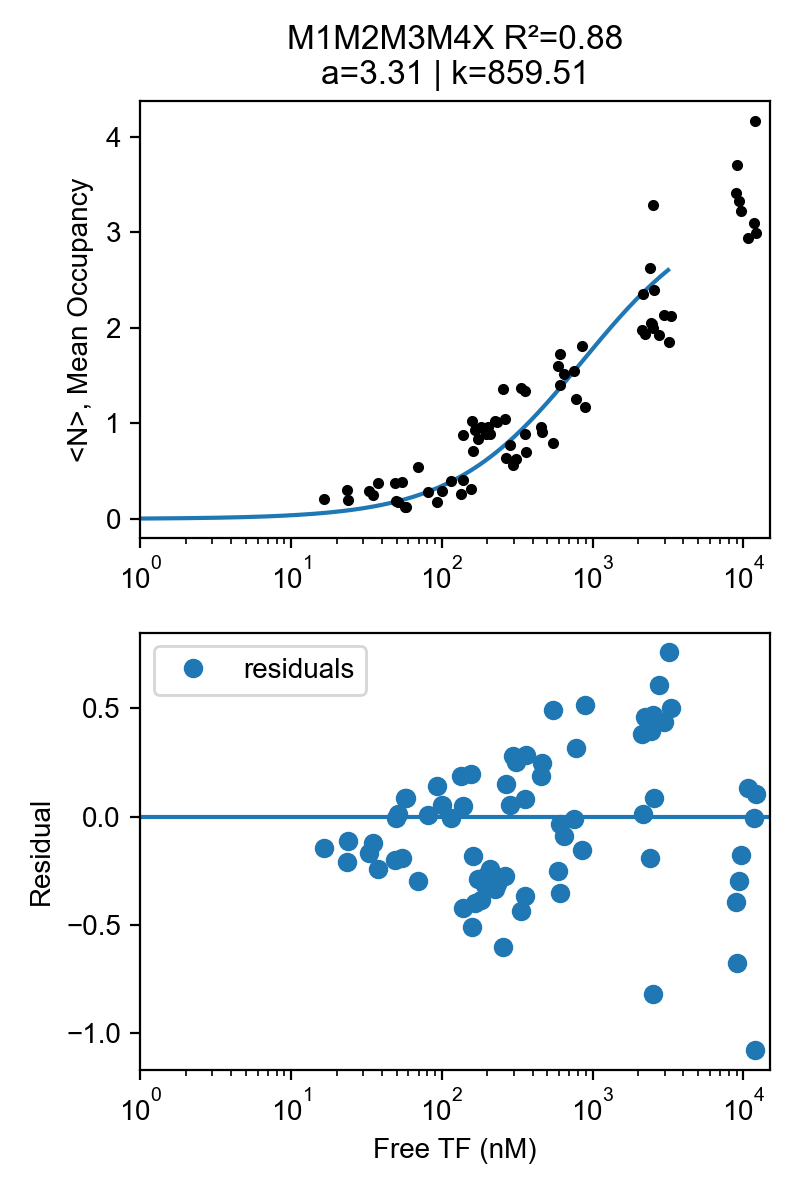 M1M2M3M4X R²=0.88
a=3.31 | k=859.51
<N>, Mean Occupancy
4
3
2
1
0
10⁰ 10¹ 10² 10³ 10⁴
residuals
Residual
0.5
0.0
−0.5
−1.0
10⁰ 10¹ 10² 10³ 10⁴
Free TF (nM)